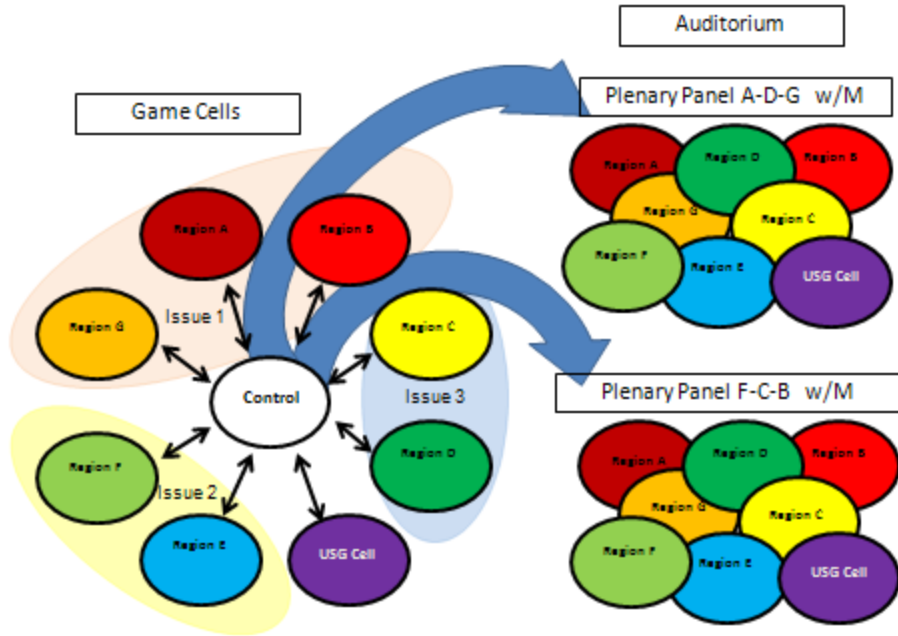 Auditorium
Plenary Panel A-D-G w/M
Game Cells
Region A
Region D
Region B
Region G
Region C
Region F
Region E
USG Cell
Region A
Region B
Region G
Issue 1
Region C
Control
Issue 3
Region F
Region D
Issue 2
Region E
USG Cell
Plenary Panel F-C-B w/M
Region A
Region D
Region B
Region G
Region C
Region F
Region E
USG Cell